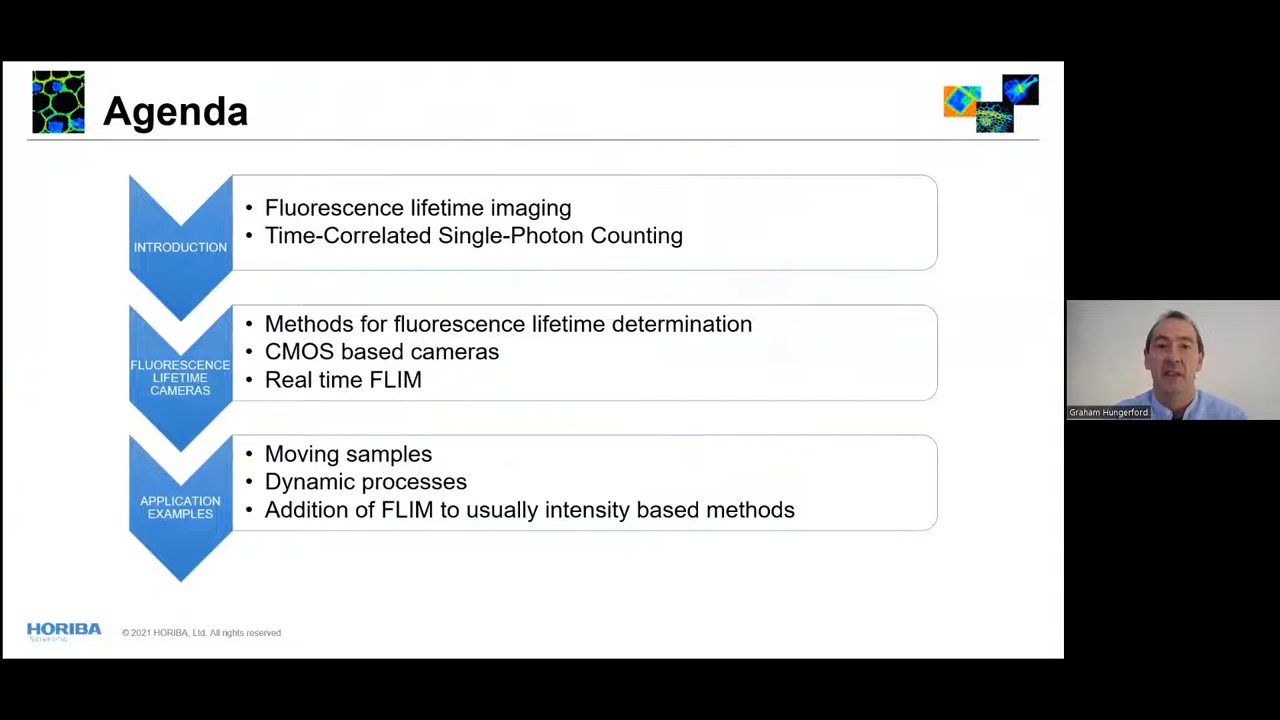 Agenda
INTRODUCTION
• Fluorescence lifetime imaging
• Time-Correlated Single-Photon Counting
FLUORESCENCE
LIFETIME
CAMERAS
• Methods for fluorescence lifetime determination
• CMOS based cameras
• Real time FLIM
APPLICATION
EXAMPLES
• Moving samples
• Dynamic processes
• Addition of FLIM to usually intensity based methods
Graham Hungerford
HORIBA
Scientific
© 2021 HORIBA, Ltd. All rights reserved.